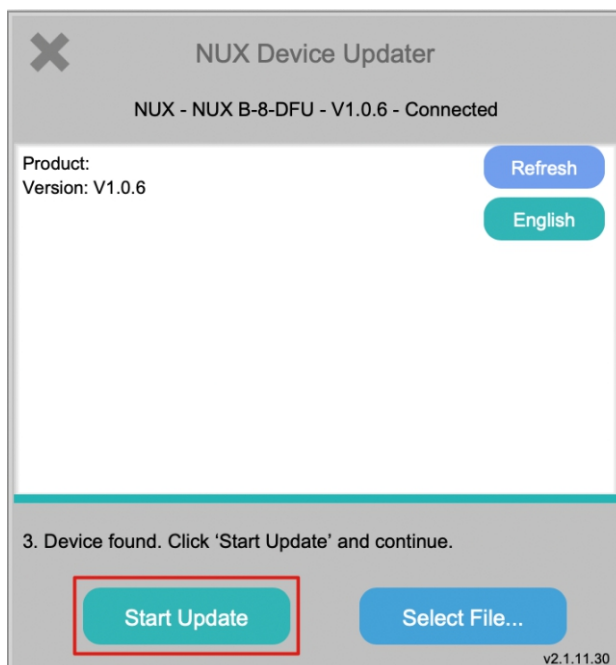 NUX Device Updater
NUX - NUX B-8-DFU - V1.0.6 - Connected
Product:
Version: V1.0.6
Refresh
English
3. Device found. Click ‘Start Update’ and continue.
Start Update
Select File...
v2.1.11.30